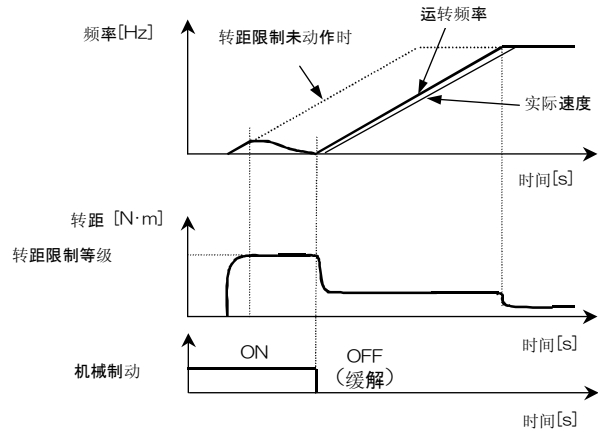 运转频率
频率[Hz]
转距限制未动作时
实际速度
时间[s]
转距 [N·m]
转距限制等级
时间[s]
ON
OFF
机械制动
（缓解）
时间[s]